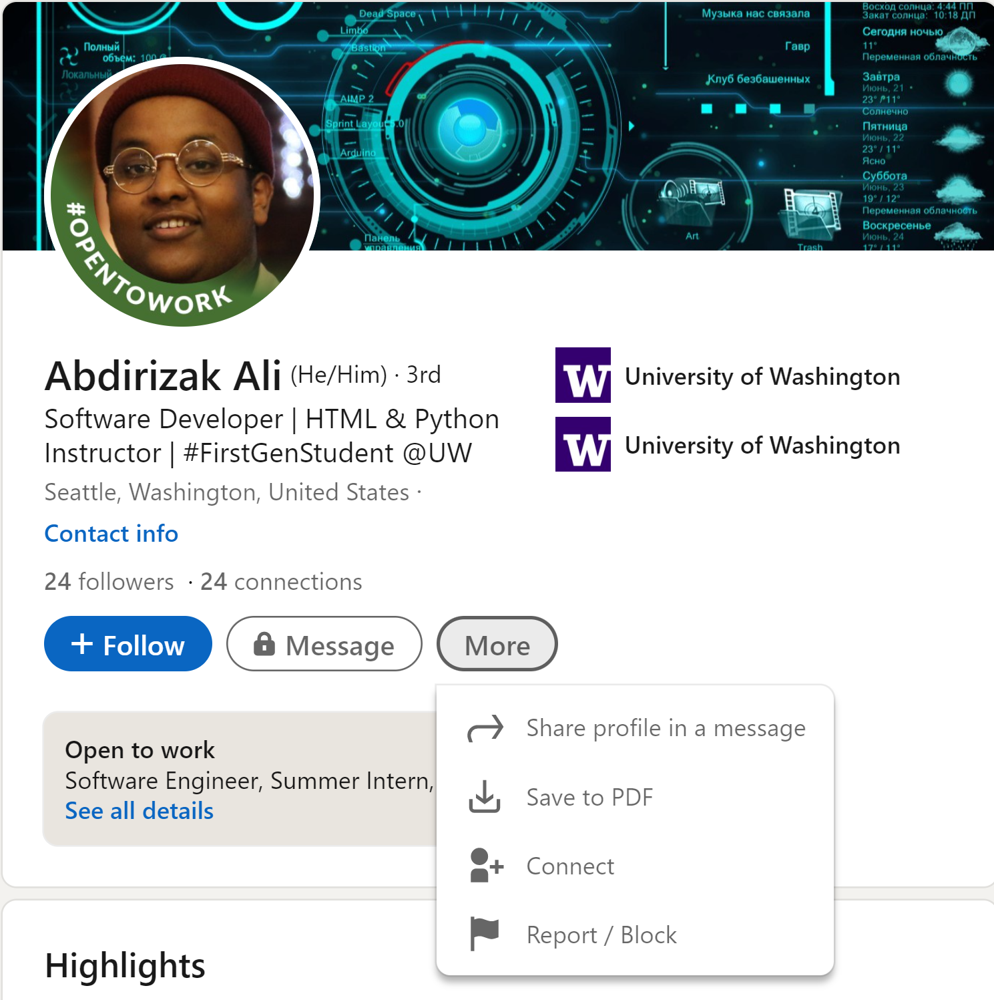 Dead Space
Limbo
Bastion
AIMP 2
Sprint Layout 5.0
Arduino
Панель
управления
Полный
объем: 100
Локальный
Музыка нас связала
Гавр
Клуб безбашенных
Art
Trash
Восход солнца: 4:44 ПП
Закат солнца: 10:18 ДП
Сегодня ночью
11°
Переменная облачность
Завтра
Июнь, 21
23° / 11°
Солнечно
Пятница
Июнь, 22
23° / 11°
Ясно
Суббота
Июнь, 23
19° / 12°
Переменная облачность
Воскресенье
Июнь, 24
17° / 11°
#OPENTOWORK
Abdirizak Ali (He/Him) · 3rd
Software Developer | HTML & Python
Instructor | #FirstGenStudent @UW
Seattle, Washington, United States ·
Contact info
24 followers · 24 connections
W University of Washington
W University of Washington
+ Follow
Message
More
Open to work
Software Engineer, Summer Intern,
See all details
Share profile in a message
Save to PDF
Connect
Report / Block
Highlights